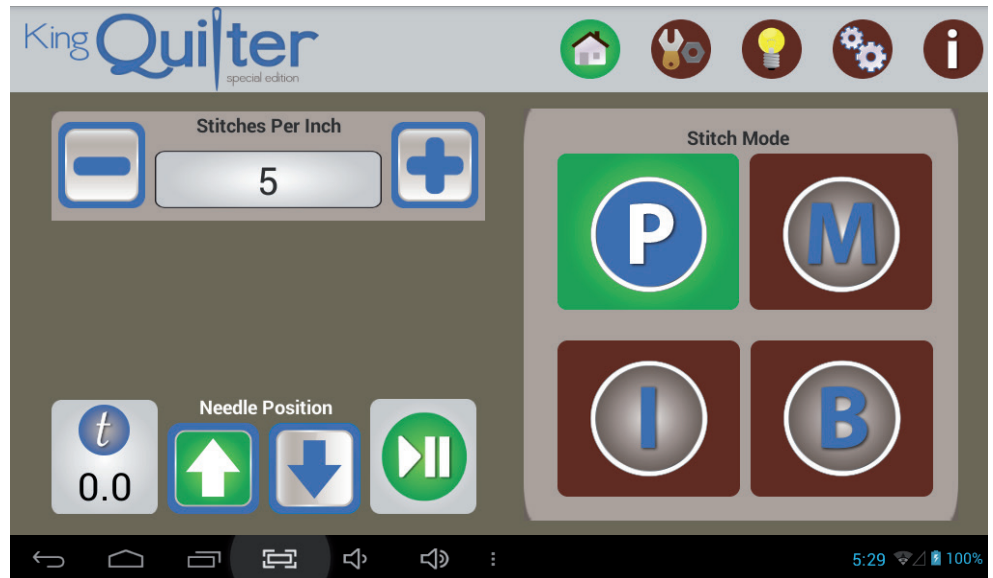 King Quilter
special edition
i
Stitches Per Inch
5
Stitch Mode
P
M
I
B
Needle Position
t
0.0
5:29 100%